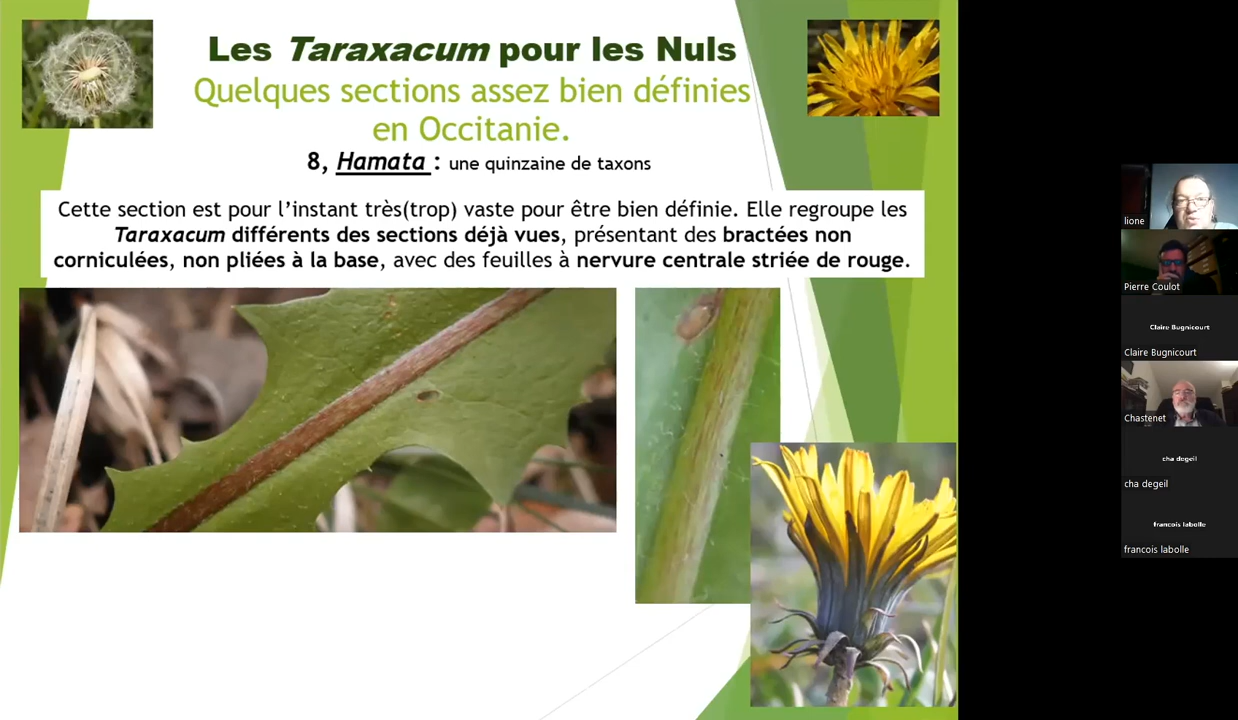 Les Taraxacum pour les Nuls
Quelques sections assez bien définies
en Occitanie.
8, Hamata : une quinzaine de taxons
Cette section est pour l’instant très(trop) vaste pour être bien définie. Elle regroupe les
Taraxacum différents des sections déjà vues, présentant des bractées non
corniculées, non pliées à la base, avec des feuilles à nervure centrale striée de rouge.
lione
Pierre Coulot
Claire Bugnicourt
Claire Bugnicourt
Chastenet
cha degeil
cha degeil
francois labolle
francois labolle